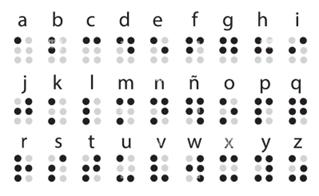 a b c d e f g h i
j k l m n ñ o p q
r s t u v w x y z